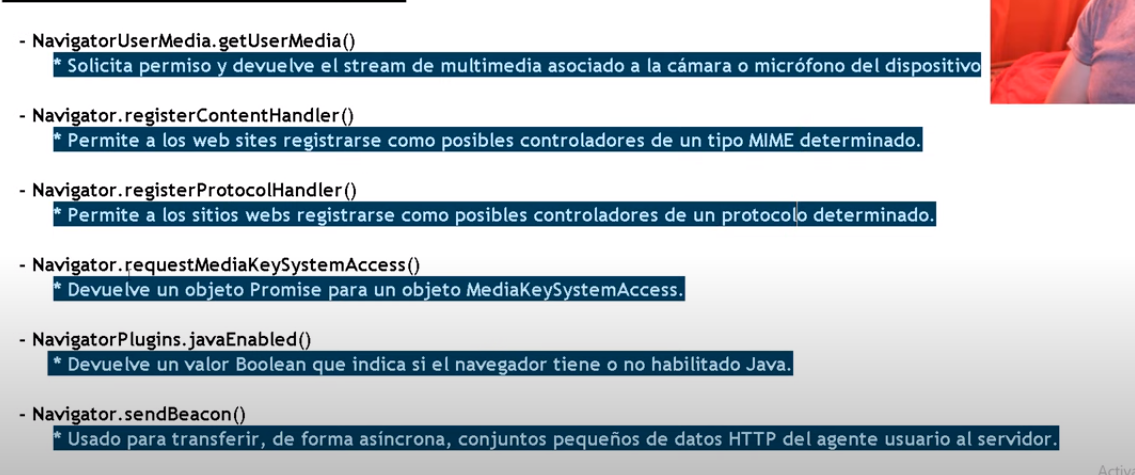 - NavigatorUserMedia.getUserMedia()
* Solicita permiso y devuelve el stream de multimedia asociado a la cámara o micrófono del dispositivo
- Navigator.registerContentHandler()
* Permite a los web sites registrarse como posibles controladores de un tipo MIME determinado.
- Navigator.registerProtocolHandler()
* Permite a los sitios webs registrarse como posibles controladores de un protocolo determinado.
- Navigator.requestMediaKeySystemAccess()
* Devuelve un objeto Promise para un objeto MediaKeySystemAccess.
- NavigatorPlugins.javaEnabled()
* Devuelve un valor Boolean que indica si el navegador tiene o no habilitado Java.
- Navigator.sendBeacon()
* Usado para transferir, de forma asíncrona, conjuntos pequeños de datos HTTP del agente usuario al servidor.